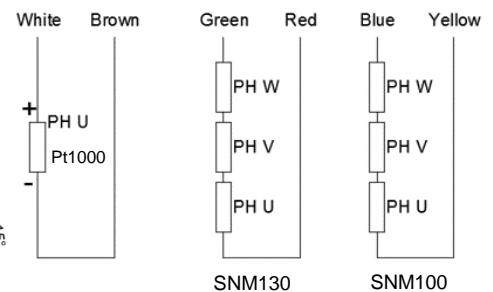 White Brown Green Red Blue Yellow
+
PH U
Pt1000
-
PH W
PH V
PH U
SNM130
PH W
PH V
PH U
SNM100